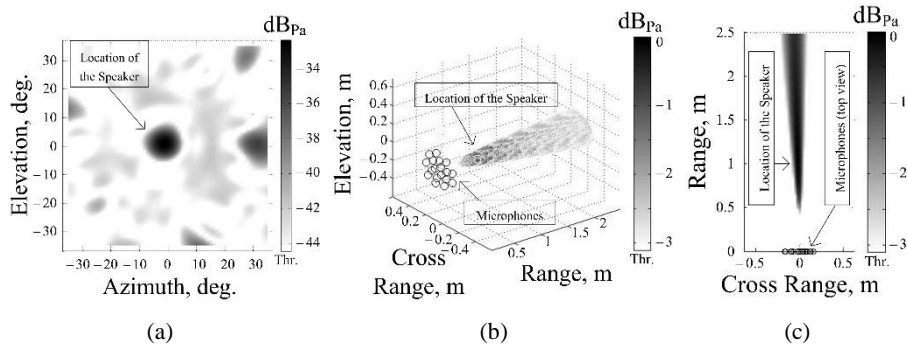 dB_Pa
Location of
the Speaker
Elevation, deg.
30
20
10
0
−10
−20
−30
−30 −20 −10 0 10 20 30
Azimuth, deg.
−34
−36
−38
−40
−42
−44
Thr.
(a)
dB_Pa
Location of the Speaker
Elevation, m
0.6
0.4
0.2
0
−0.2
−0.4
Microphones
0.4
0.2
0
−0.2
−0.4
Cross
Range, m
0.5
1
1.5
2
Range, m
0
−1
−2
−3
Thr.
(b)
dB_Pa
Range, m
2.5
2
1.5
1
0.5
0
Location of the Speaker
Microphones (top view)
−0.5 0 0.5
Cross Range, m
0
−1
−2
−3
Thr.
(c)